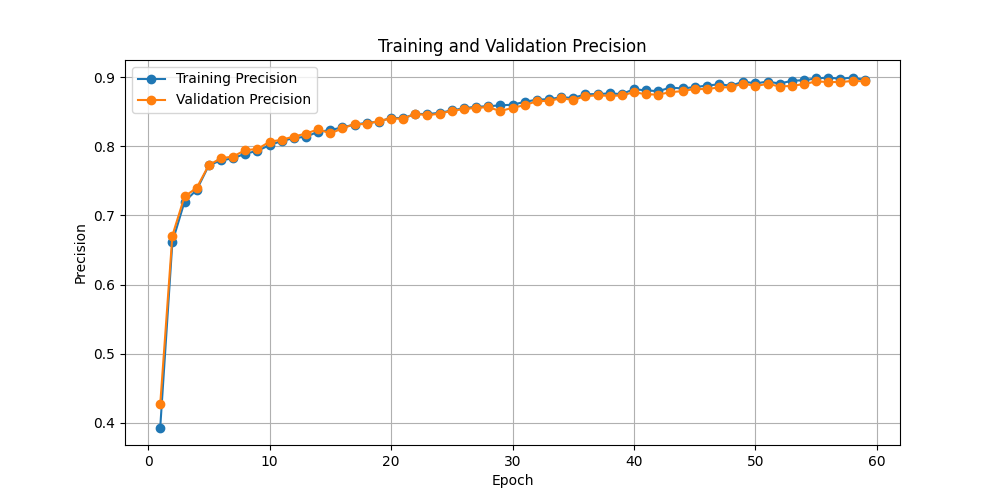 Training and Validation Precision
Training Precision
Validation Precision
0.9
0.8
0.7
0.6
0.5
0.4
Precision
0 10 20 30 40 50 60
Epoch